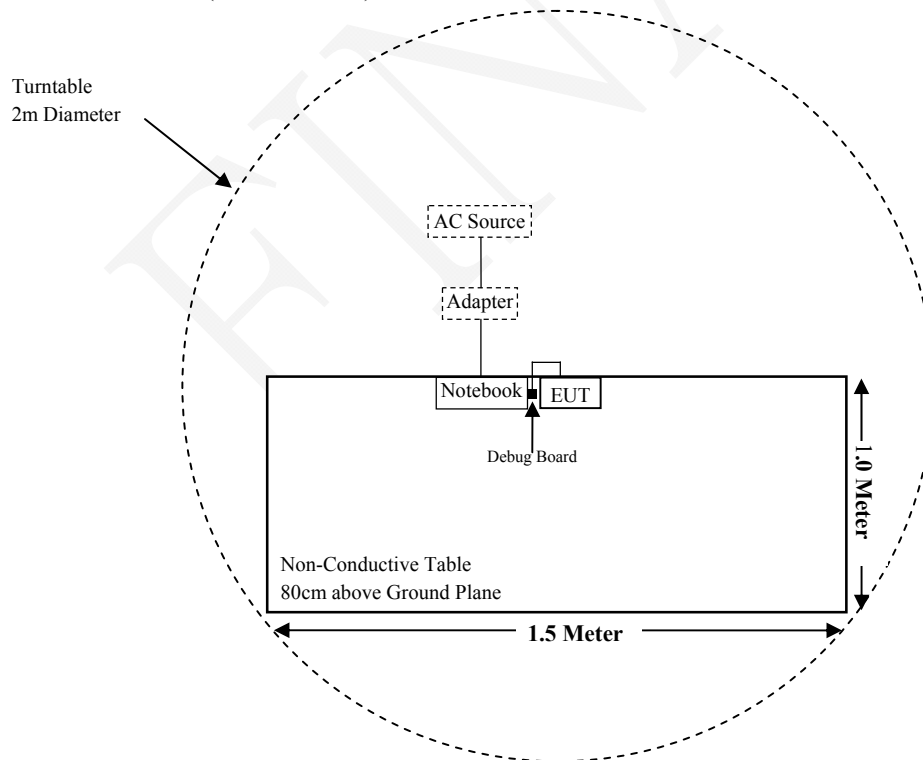 Turntable
2m Diameter
AC Source
Adapter
Notebook
EUT
Debug Board
1.0 Meter
Non-Conductive Table
80cm above Ground Plane
1.5 Meter